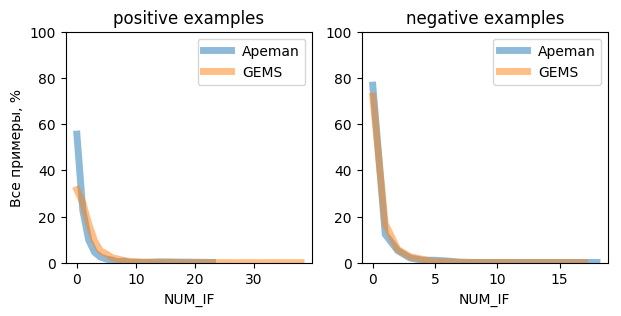 positive examples
negative examples
Все примеры, %
100
80
60
40
20
0
Apeman
GEMS
0
10
20
30
NUM_IF
100
80
60
40
20
0
Apeman
GEMS
0
5
10
15
NUM_IF